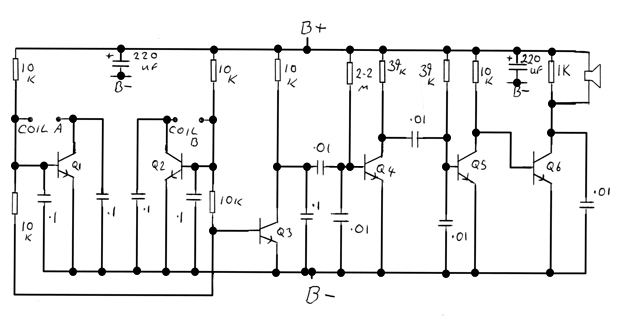 B+
10
K
+
220
uF
B-
10
K
10
K
2.2
M
39
K
39
K
10
K
+
220
uF
B-
1K
COIL A
COIL
B
.01
.01
Q1
Q2
Q4
Q5
Q6
10
K
.1
.1
.1
.1
10K
Q3
.1
.01
.01
.01
B-